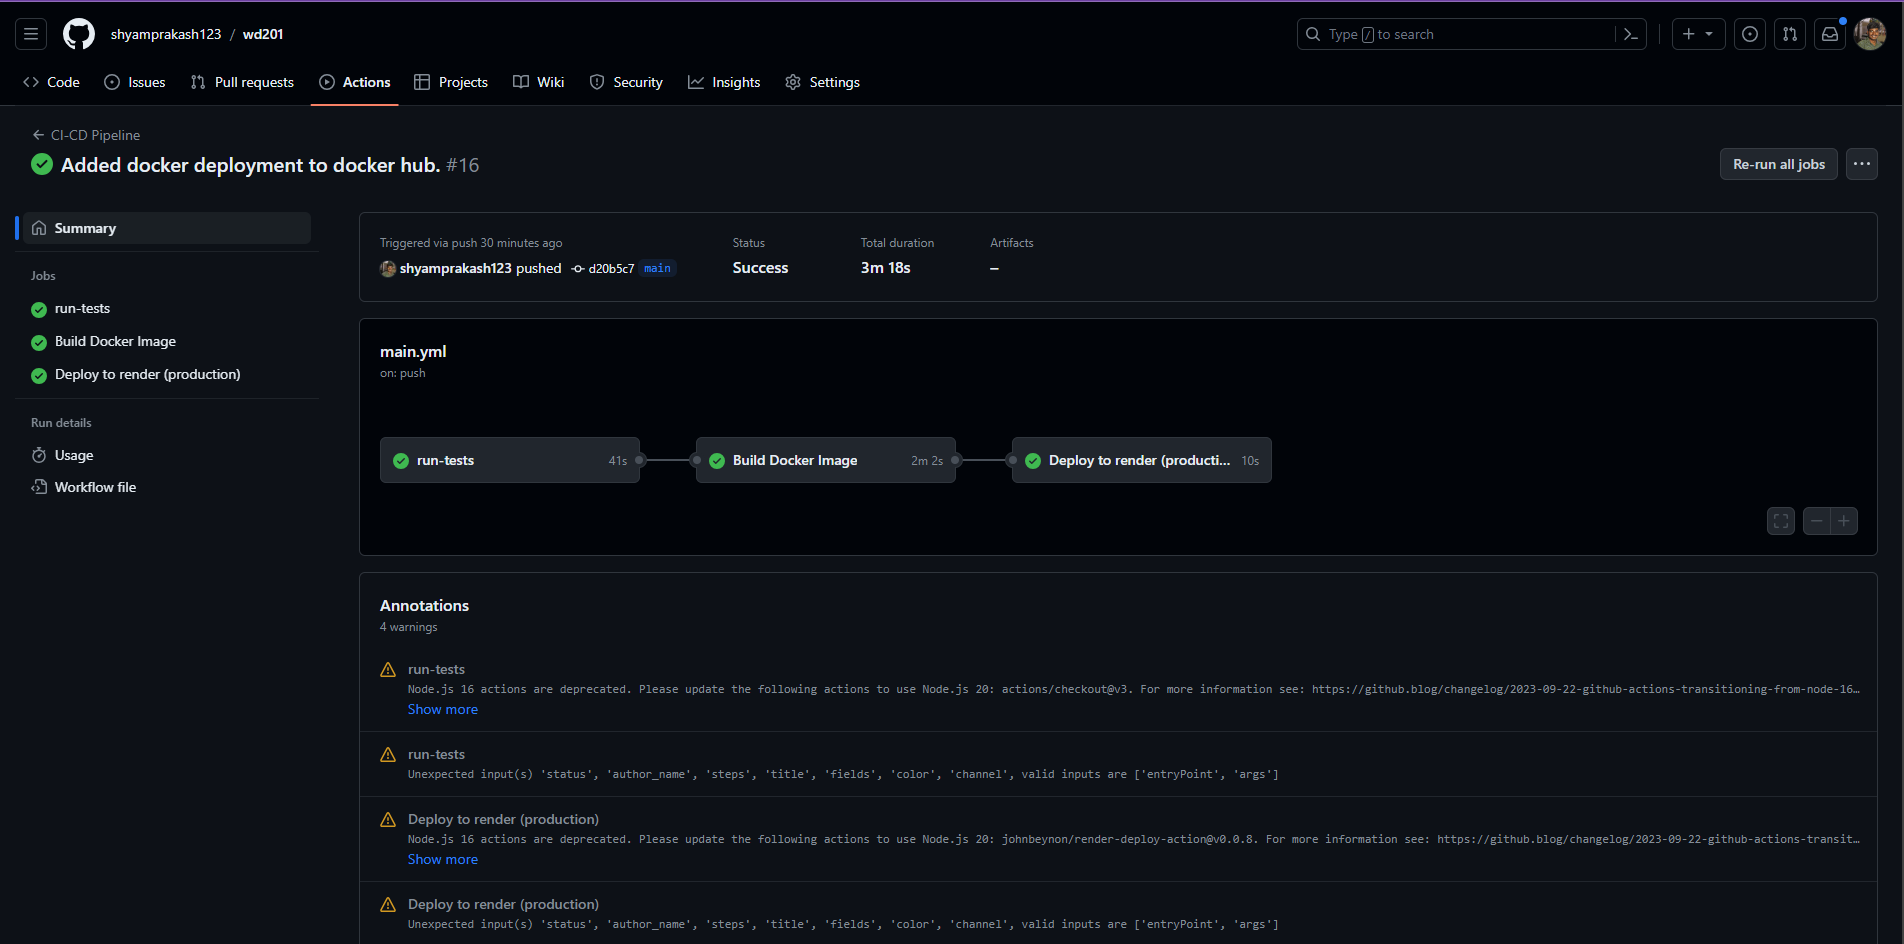 shyamprakash123 / wd201
Type / to search
Code Issues Pull requests Actions Projects Wiki Security Insights Settings
CI-CD Pipeline
Added docker deployment to docker hub. #16
Re-run all jobs
Summary
Jobs
run-tests
Build Docker Image
Deploy to render (production)
Run details
Usage
Workflow file
Triggered via push 30 minutes ago
shyamprakash123 pushed d20b5c7 main
Status
Success
Total duration
3m 18s
Artifacts
–
main.yml
on: push
run-tests 41s
Build Docker Image 2m 2s
Deploy to render (producti... 10s
Annotations
4 warnings
run-tests
Node.js 16 actions are deprecated. Please update the following actions to use Node.js 20: actions/checkout@v3. For more information see: https://github.blog/changelog/2023-09-22-github-actions-transitioning-from-node-16…
Show more
run-tests
Unexpected input(s) 'status', 'author_name', 'steps', 'title', 'fields', 'color', 'channel', valid inputs are ['entryPoint', 'args']
Deploy to render (production)
Node.js 16 actions are deprecated. Please update the following actions to use Node.js 20: johnbeynon/render-deploy-action@v0.0.8. For more information see: https://github.blog/changelog/2023-09-22-github-actions-transit…
Show more
Deploy to render (production)
Unexpected input(s) 'status', 'author_name', 'steps', 'title', 'fields', 'color', 'channel', valid inputs are ['entryPoint', 'args']